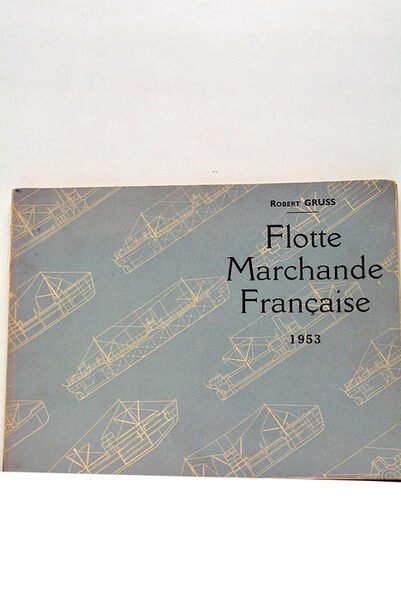 Robert GRUSS
Flotte
Marchande
Française
1953